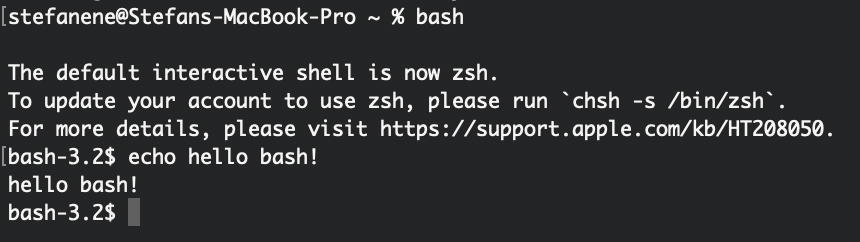 [stefanene@Stefans-MacBook-Pro ~ % bash
The default interactive shell is now zsh.
To update your account to use zsh, please run `chsh -s /bin/zsh`.
For more details, please visit https://support.apple.com/kb/HT208050.
[bash-3.2$ echo hello bash!
hello bash!
bash-3.2$